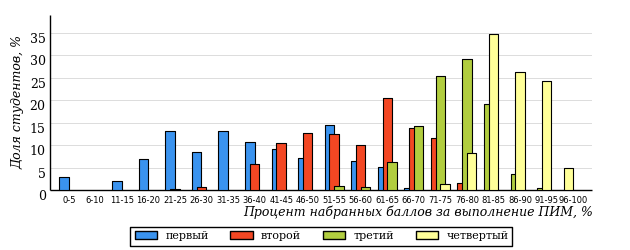 Доля студентов, %
35
30
25
20
15
10
5
0
0-5 6-10 11-15 16-20 21-25 26-30 31-35 36-40 41-45 46-50 51-55 56-60 61-65 66-70 71-75 76-80 81-85 86-90 91-95 96-100
Процент набранных баллов за выполнение ПИМ, %
первый второй третий четвертый